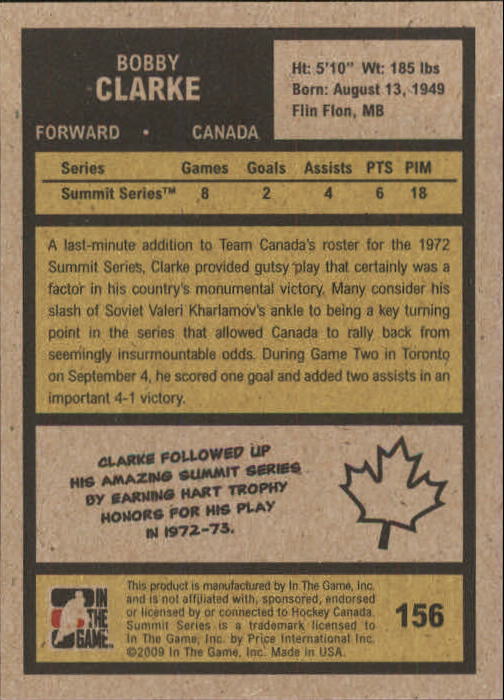 BOBBY
CLARKE
FORWARD • CANADA
Ht: 5'10" Wt: 185 lbs
Born: August 13, 1949
Flin Flon, MB
Series Games Goals Assists PTS PIM
Summit Series™ 8 2 4 6 18
A last-minute addition to Team Canada's roster for the 1972
Summit Series, Clarke provided gutsy play that certainly was a
factor in his country's monumental victory. Many consider his
slash of Soviet Valeri Kharlamov's ankle to being a key turning
point in the series that allowed Canada to rally back from
seemingly insurmountable odds. During Game Two in Toronto
on September 4, he scored one goal and added two assists in an
important 4-1 victory.
CLARKE FOLLOWED UP
HIS AMAZING SUMMIT SERIES
BY EARNING HART TROPHY
HONORS FOR HIS PLAY
IN 1972-73.
IN
THE
GAME
This product is manufactured by In The Game, Inc.
and is not affiliated with, sponsored, endorsed
or licensed by or connected to Hockey Canada.
Summit Series is a trademark licensed to
In The Game, Inc. by Price International Inc.
©2009 In The Game, Inc. Made in USA.
156